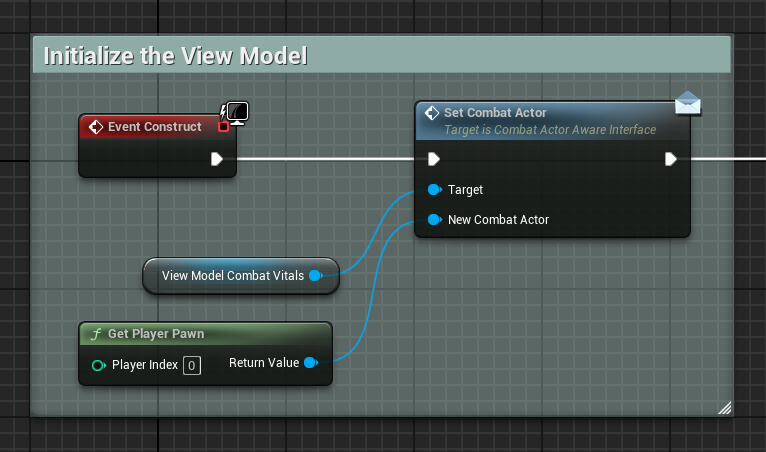 Initialize the View Model
Event Construct
Set Combat Actor
Target is Combat Actor Aware Interface
Target
New Combat Actor
View Model Combat Vitals
f Get Player Pawn
Player Index 0
Return Value